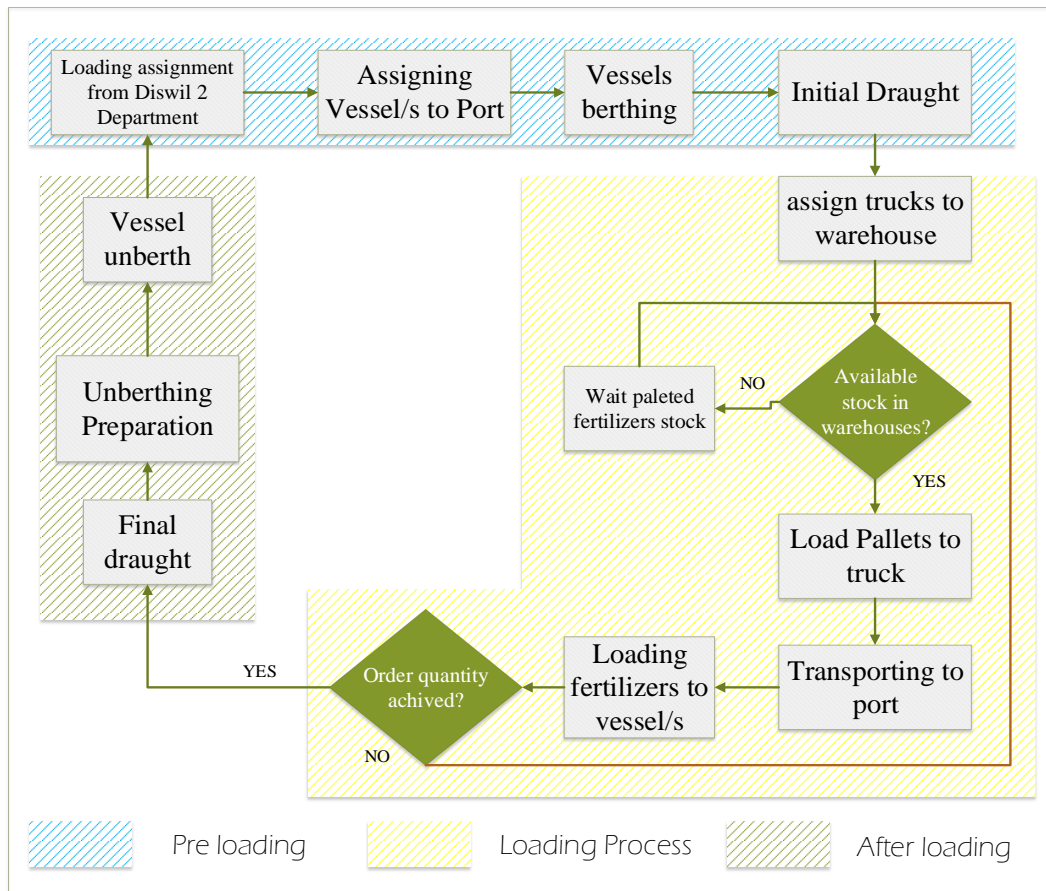 Loading assignment
from Diswil 2
Department
Assigning
Vessel/s to Port
Vessels
berthing
Initial Draught
assign trucks to
warehouse
Vessel
unberth
Available
stock in
warehouses?
NO
Wait paleted
fertilizers stock
YES
Unberthing
Preparation
Load Pallets to
truck
Final
draught
Transporting to
port
Loading
fertilizers to
vessel/s
Order quantity
achived?
YES
NO
Pre loading
Loading Process
After loading